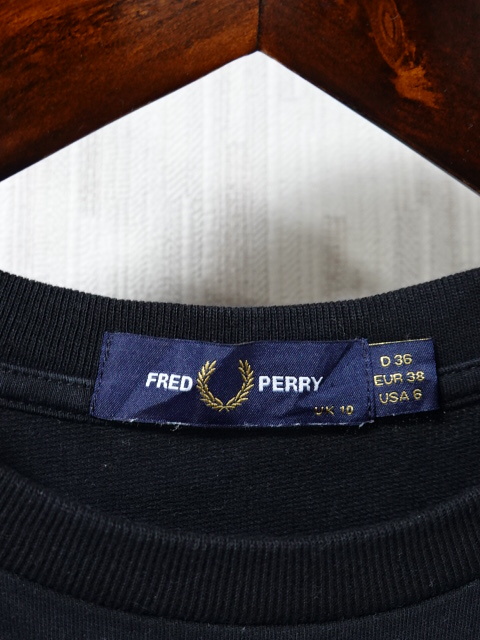 FRED PERRY
UK 10
D 36
EUR 38
USA 6